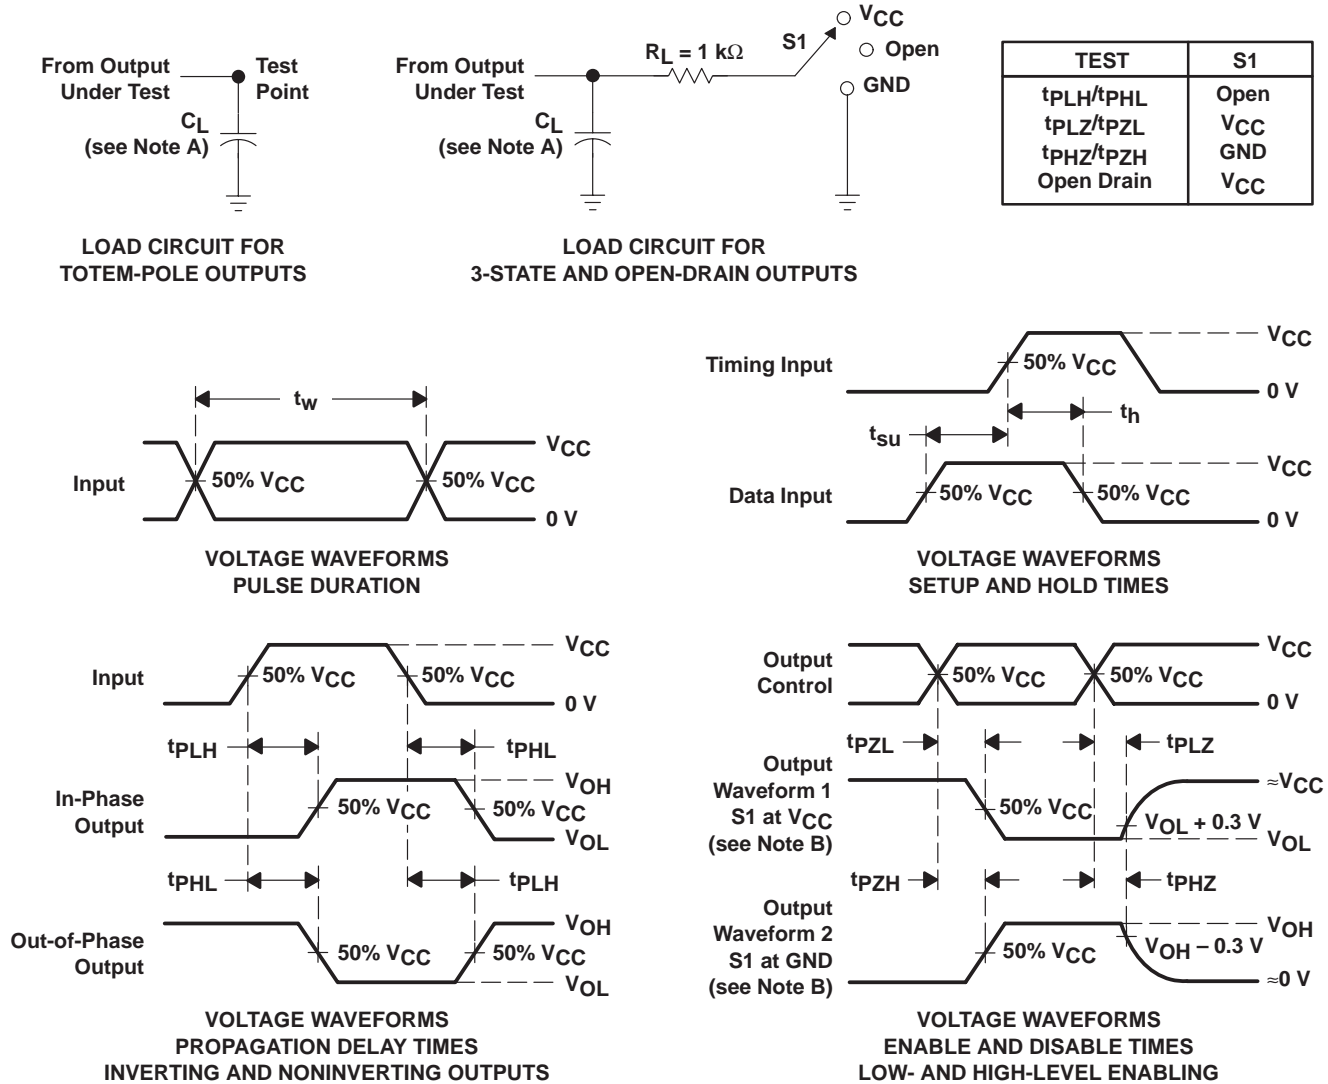 From Output
Under Test
Test
Point
CL
(see Note A)
LOAD CIRCUIT FOR
TOTEM-POLE OUTPUTS
From Output
Under Test
RL = 1 kΩ
S1
VCC
Open
GND
CL
(see Note A)
LOAD CIRCUIT FOR
3-STATE AND OPEN-DRAIN OUTPUTS
TEST S1
tPLH/tPHL Open
tPLZ/tPZL VCC
tPHZ/tPZH GND
Open Drain VCC
tw
Input
50% VCC
50% VCC
VCC
0 V
VOLTAGE WAVEFORMS
PULSE DURATION
Timing Input
50% VCC
VCC
0 V
tsu
th
Data Input
50% VCC
50% VCC
VCC
0 V
VOLTAGE WAVEFORMS
SETUP AND HOLD TIMES
Input
50% VCC
50% VCC
VCC
0 V
tPLH
tPHL
In-Phase
Output
50% VCC
50% VCC
VOH
VOL
tPHL
tPLH
Out-of-Phase
Output
50% VCC
50% VCC
VOH
VOL
VOLTAGE WAVEFORMS
PROPAGATION DELAY TIMES
INVERTING AND NONINVERTING OUTPUTS
Output
Control
50% VCC
50% VCC
VCC
0 V
tPZL
tPLZ
Output
Waveform 1
S1 at VCC
(see Note B)
50% VCC
VOL + 0.3 V
≈VCC
VOL
tPZH
tPHZ
Output
Waveform 2
S1 at GND
(see Note B)
50% VCC
VOH − 0.3 V
VOH
≈0 V
VOLTAGE WAVEFORMS
ENABLE AND DISABLE TIMES
LOW- AND HIGH-LEVEL ENABLING